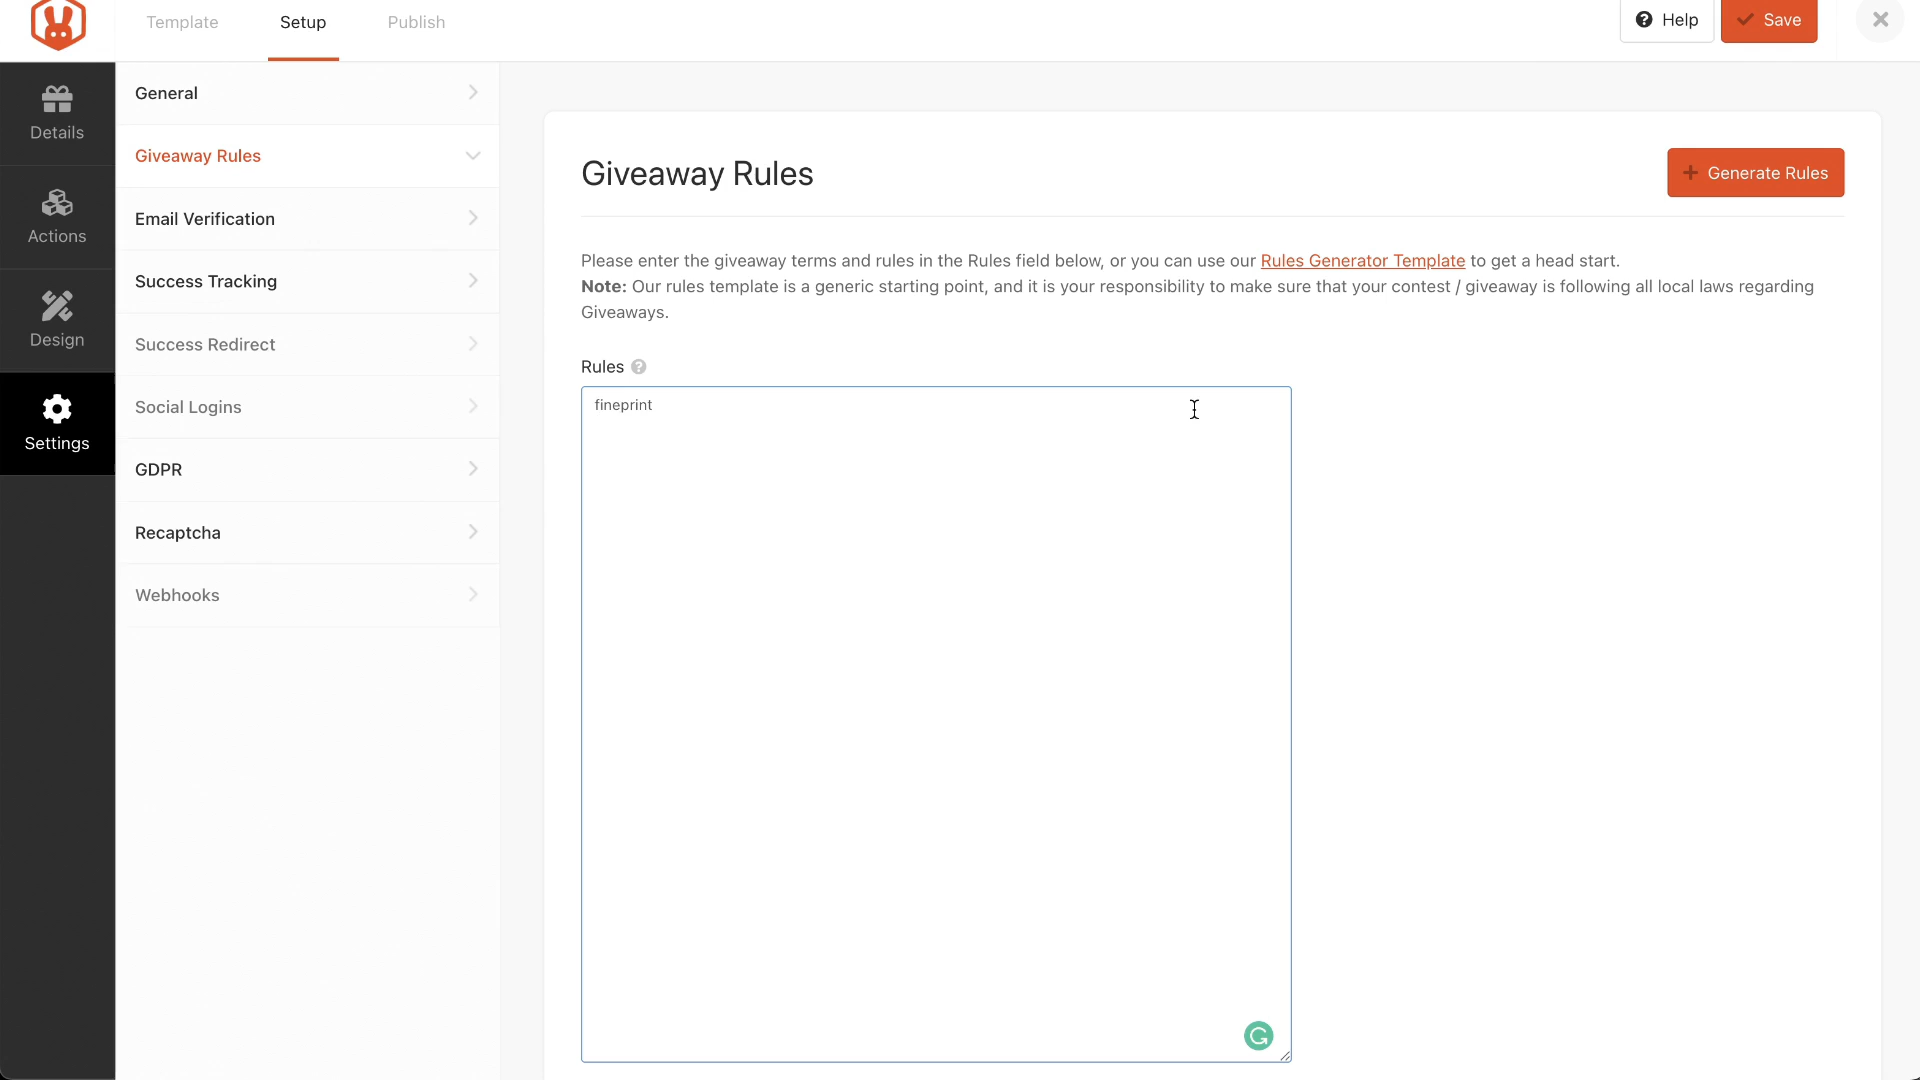 Template
Setup
Publish
Help
Save
Details
Actions
Design
Settings
General
Giveaway Rules
Email Verification
Success Tracking
Success Redirect
Social Logins
GDPR
Recaptcha
Webhooks
Giveaway Rules
Generate Rules
Please enter the giveaway terms and rules in the Rules field below, or you can use our Rules Generator Template to get a head start.
Note: Our rules template is a generic starting point, and it is your responsibility to make sure that your contest / giveaway is following all local laws regarding
Giveaways.
Rules
fineprint